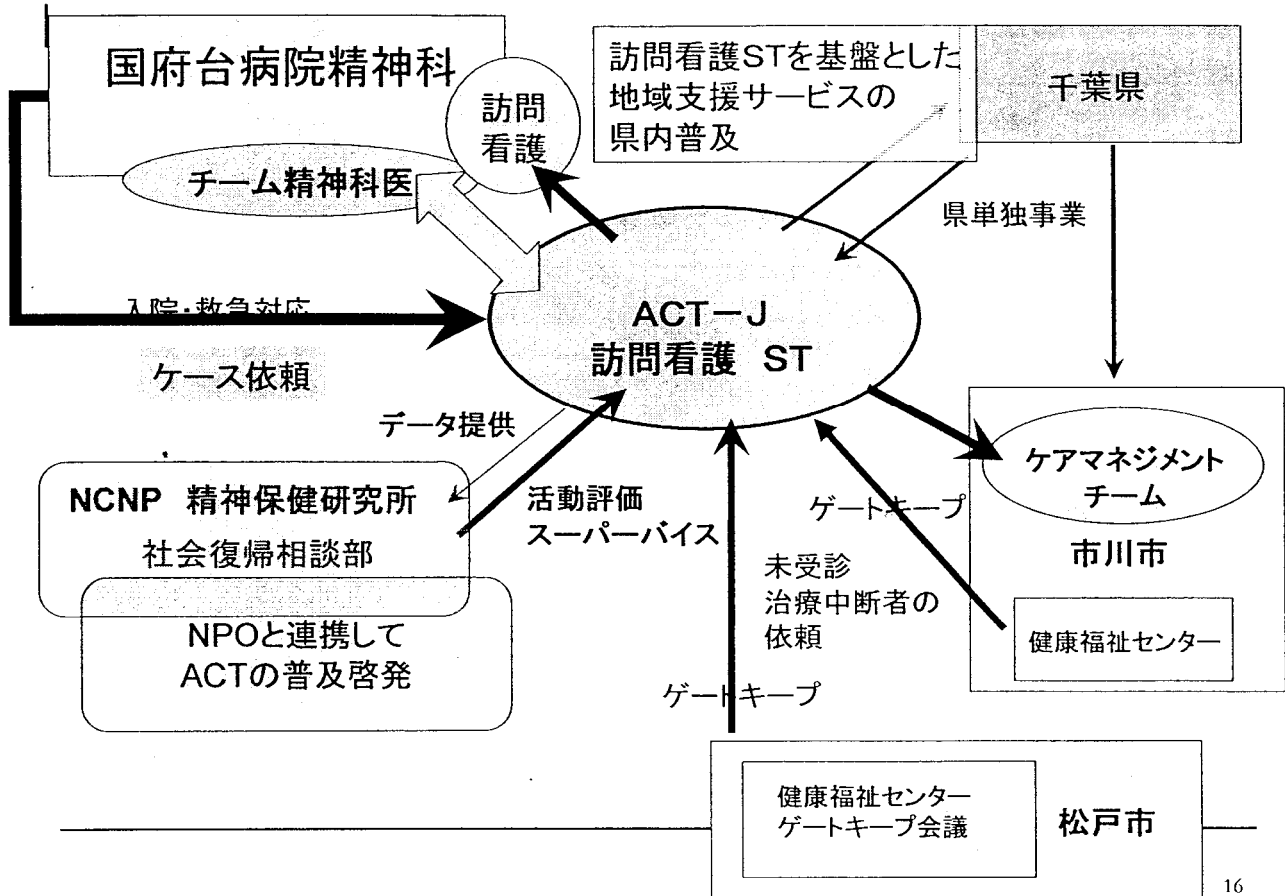 国府台病院精神科
訪問
看護
チーム精神科医
訪問看護STを基盤とした
地域支援サービスの
県内普及
千葉県
県単独事業
入院・救急対応
ケース依頼
ACT－J
訪問看護 ST
データ提供
NCNP 精神保健研究所
社会復帰相談部
NPOと連携して
ACTの普及啓発
活動評価
スーパーバイス
ゲートキープ
未受診
治療中断者の
依頼
ゲートキープ
ケアマネジメント
チーム
市川市
健康福祉センター
健康福祉センター
ゲートキープ会議
松戸市
16